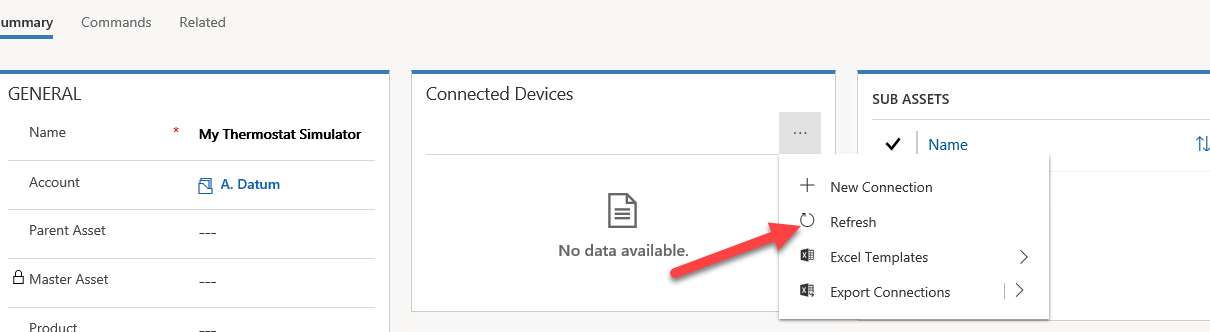 ummary Commands Related
GENERAL
Name * My Thermostat Simulator
Account A. Datum
Parent Asset ---
Master Asset ---
Product ---
Connected Devices
...
No data available.
New Connection
Refresh
Excel Templates
Export Connections
SUB ASSETS
Name